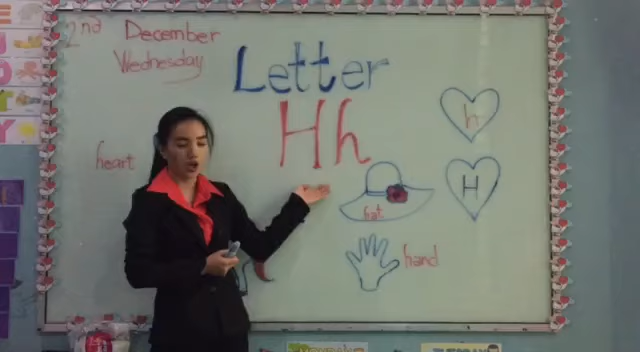 2nd December
Wednesday
Letter
Hh
h
heart
H
hat
hand